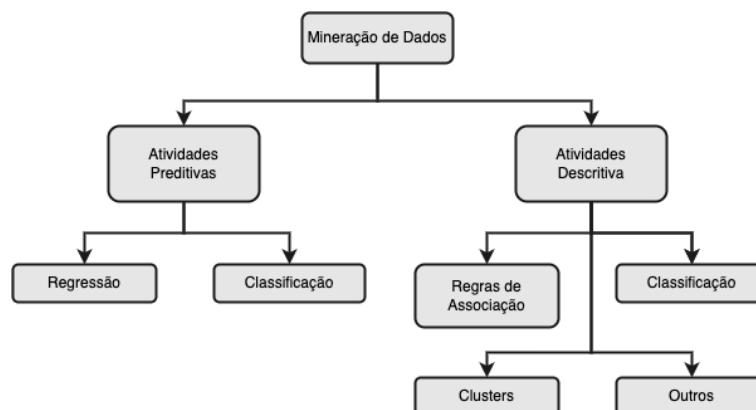 Mineração de Dados
Atividades
Preditivas
Atividades
Descritiva
Regressão
Classificação
Regras de
Associação
Classificação
Clusters
Outros